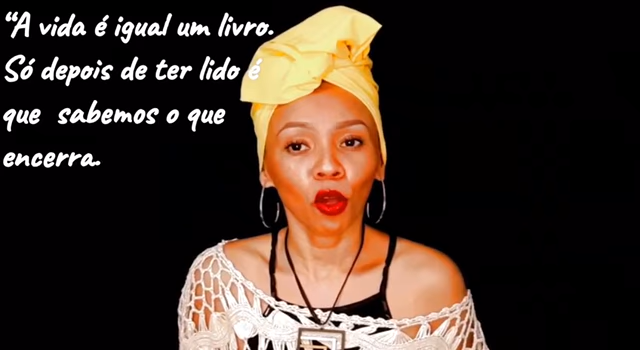 “A vida é igual um livro.
Só depois de ter lido é
que sabemos o que
encerra.